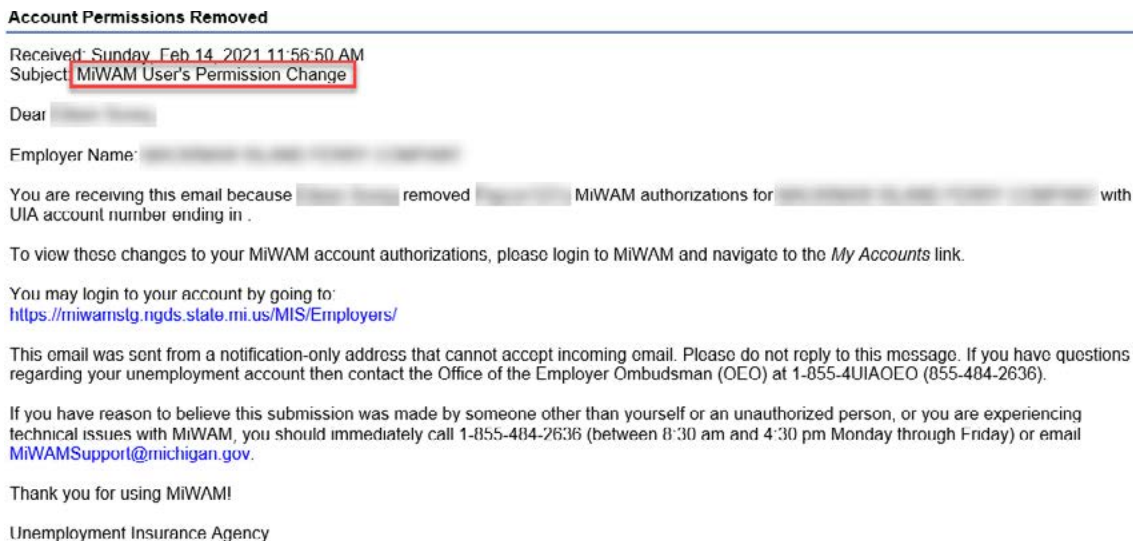 Account Permissions Removed
Received: Sunday, Feb 14, 2021 11:56:50 AM
Subject: MiWAM User's Permission Change
Dear
Employer Name:
You are receiving this email because removed MiWAM authorizations for with
UIA account number ending in .
To view these changes to your MiWAM account authorizations, please login to MiWAM and navigate to the My Accounts link.
You may login to your account by going to:
https://miwamstg.ngds.state.mi.us/MIS/Employers/
This email was sent from a notification-only address that cannot accept incoming email. Please do not reply to this message. If you have questions
regarding your unemployment account then contact the Office of the Employer Ombudsman (OEO) at 1-855-4UIAOEO (855-484-2636).
If you have reason to believe this submission was made by someone other than yourself or an unauthorized person, or you are experiencing
technical issues with MiWAM, you should immediately call 1-855-484-2636 (between 8:30 am and 4:30 pm Monday through Friday) or email
MiWAMSupport@michigan.gov.
Thank you for using MiWAM!
Unemployment Insurance Agency